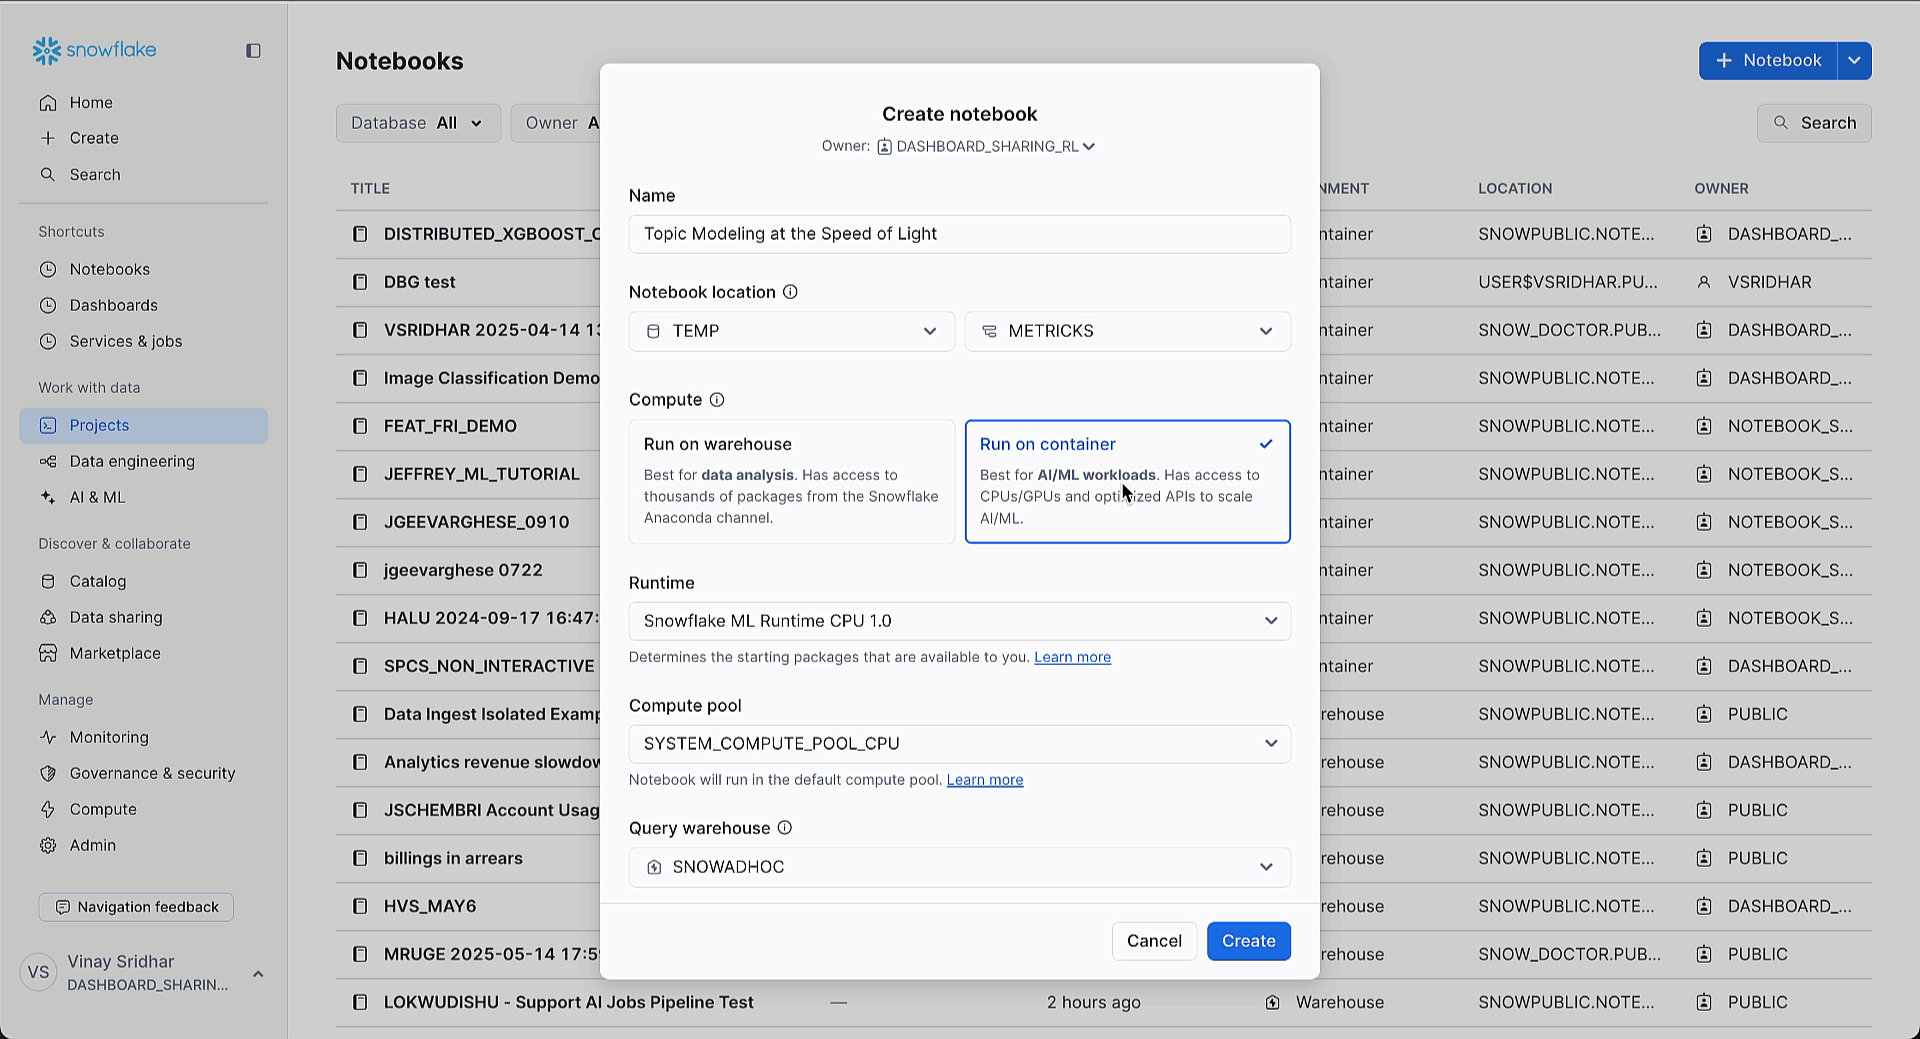 snowflake
Home
Create
Search
Shortcuts
Notebooks
Dashboards
Services & jobs
Work with data
Projects
Data engineering
AI & ML
Discover & collaborate
Catalog
Data sharing
Marketplace
Manage
Monitoring
Governance & security
Compute
Admin
Navigation feedback
VS
Vinay Sridhar
DASHBOARD_SHARIN...
Notebooks
Notebook
Database All
Owner A
Search
TITLE
NMENT
LOCATION
OWNER
DISTRIBUTED_XGBOOST_C
ntainer
SNOWPUBLIC.NOTE...
DASHBOARD_...
DBG test
ntainer
USER$VSRIDHAR.PU...
VSRIDHAR
VSRIDHAR 2025-04-14 13
ntainer
SNOW_DOCTOR.PUB...
DASHBOARD_...
Image Classification Demo
ntainer
SNOWPUBLIC.NOTE...
DASHBOARD_...
FEAT_FRI_DEMO
ntainer
SNOWPUBLIC.NOTE...
NOTEBOOK_S...
JEFFREY_ML_TUTORIAL
ntainer
SNOWPUBLIC.NOTE...
NOTEBOOK_S...
JGEEVARGHESE_0910
ntainer
SNOWPUBLIC.NOTE...
NOTEBOOK_S...
jgeevarghese 0722
ntainer
SNOWPUBLIC.NOTE...
NOTEBOOK_S...
HALU 2024-09-17 16:47:
ntainer
SNOWPUBLIC.NOTE...
NOTEBOOK_S...
SPCS_NON_INTERACTIVE
ntainer
SNOWPUBLIC.NOTE...
DASHBOARD_...
Data Ingest Isolated Examp
rehouse
SNOWPUBLIC.NOTE...
PUBLIC
Analytics revenue slowdow
rehouse
SNOWPUBLIC.NOTE...
DASHBOARD_...
JSCHEMBRI Account Usag
rehouse
SNOWPUBLIC.NOTE...
PUBLIC
billings in arrears
rehouse
SNOWPUBLIC.NOTE...
PUBLIC
HVS_MAY6
rehouse
SNOWPUBLIC.NOTE...
DASHBOARD_...
MRUGE 2025-05-14 17:5
rehouse
SNOW_DOCTOR.PUB...
PUBLIC
LOKWUDISHU - Support AI Jobs Pipeline Test
—
2 hours ago
Warehouse
SNOWPUBLIC.NOTE...
PUBLIC
Create notebook
Owner: DASHBOARD_SHARING_RL
Name
Topic Modeling at the Speed of Light
Notebook location
TEMP
METRICKS
Compute
Run on warehouse
Best for data analysis. Has access to
thousands of packages from the Snowflake
Anaconda channel.
Run on container
Best for AI/ML workloads. Has access to
CPUs/GPUs and optimized APIs to scale
AI/ML.
Runtime
Snowflake ML Runtime CPU 1.0
Determines the starting packages that are available to you. Learn more
Compute pool
SYSTEM_COMPUTE_POOL_CPU
Notebook will run in the default compute pool. Learn more
Query warehouse
SNOWADHOC
Cancel
Create